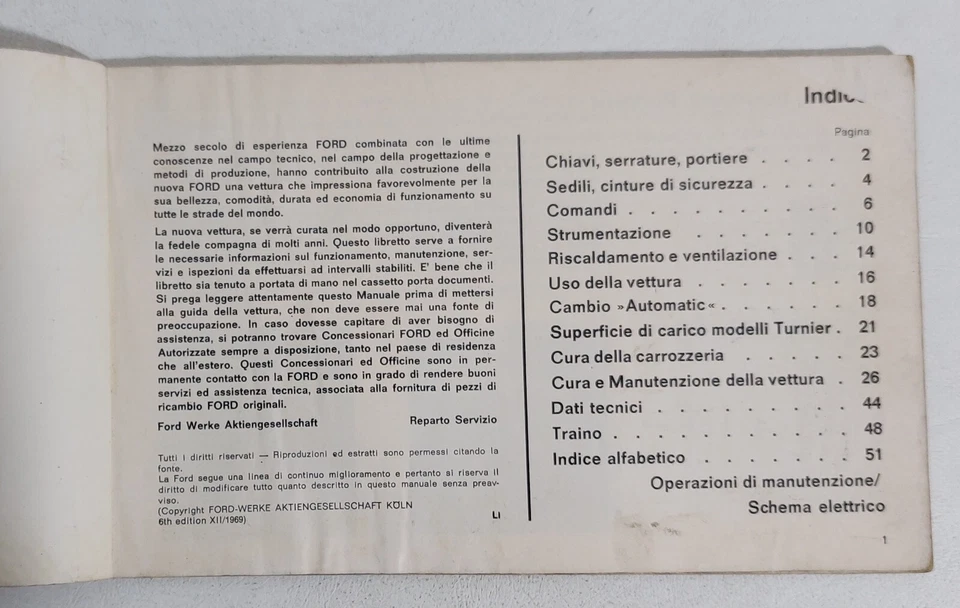 Mezzo secolo di esperienza FORD combinata con le ultime
conoscenze nel campo tecnico, nel campo della progettazione e
metodi di produzione, hanno contribuito alla costruzione della
nuova FORD una vettura che impressiona favorevolmente per la
sua bellezza, comodità, durata ed economia di funzionamento su
tutte le strade del mondo.
La nuova vettura, se verrà curata nel modo opportuno, diventerà
la fedele compagna di molti anni. Questo libretto serve a fornire
le necessarie informazioni sul funzionamento, manutenzione, ser-
vizi e ispezioni da effettuarsi ad intervalli stabiliti. E' bene che il
libretto sia tenuto a portata di mano nel cassetto porta documenti.
Si prega leggere attentamente questo Manuale prima di mettersi
alla guida della vettura, che non deve essere mai una fonte di
preoccupazione. In caso dovesse capitare di aver bisogno di
assistenza, si potranno trovare Concessionari FORD ed Officine
Autorizzate sempre a disposizione, tanto nel paese di residenza
che all'estero. Questi Concessionari ed Officine sono in per-
manente contatto con la FORD e sono in grado di rendere buoni
servizi ed assistenza tecnica, associata alla fornitura di pezzi di
ricambio FORD originali.
Ford Werke Aktiengesellschaft Reparto Servizio
Tutti i diritti riservati — Riproduzioni ed estratti sono permessi citando la
fonte.
La Ford segue una linea di continuo miglioramento e pertanto si riserva il
diritto di modificare tutto quanto descritto in questo manuale senza preav-
viso.
(Copyright FORD-WERKE AKTIENGESELLSCHAFT KÖLN
6th edition XII/1969)
LI
Pagina
Chiavi, serrature, portiere . . . . 2
Sedili, cinture di sicurezza . . . . 4
Comandi . . . . . . . . . . 6
Strumentazione . . . . . . . 10
Riscaldamento e ventilazione . . . 14
Uso della vettura . . . . . . . 16
Cambio »Automatic« . . . . . . 18
Superficie di carico modelli Turnier . 21
Cura della carrozzeria . . . . . 23
Cura e Manutenzione della vettura . 26
Dati tecnici . . . . . . . . . 44
Traino . . . . . . . . . . . 48
Indice alfabetico . . . . . . . 51
Operazioni di manutenzione/
Schema elettrico
1